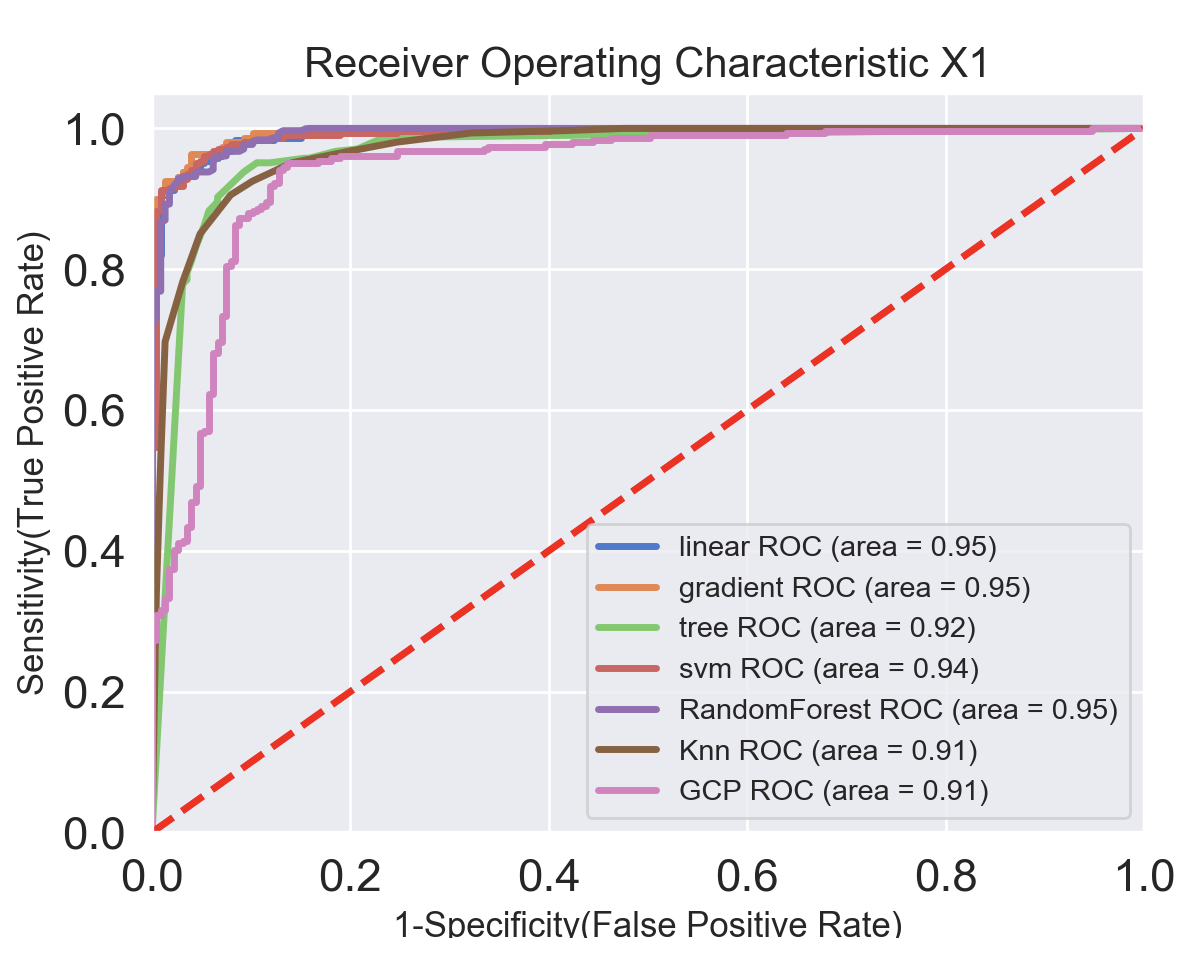 Receiver Operating Characteristic X1
Sensitivity(True Positive Rate)
1.0
0.8
0.6
0.4
0.2
0.0
linear ROC (area = 0.95)
gradient ROC (area = 0.95)
tree ROC (area = 0.92)
svm ROC (area = 0.94)
RandomForest ROC (area = 0.95)
Knn ROC (area = 0.91)
GCP ROC (area = 0.91)
0.0 0.2 0.4 0.6 0.8 1.0
1-Specificity(False Positive Rate)